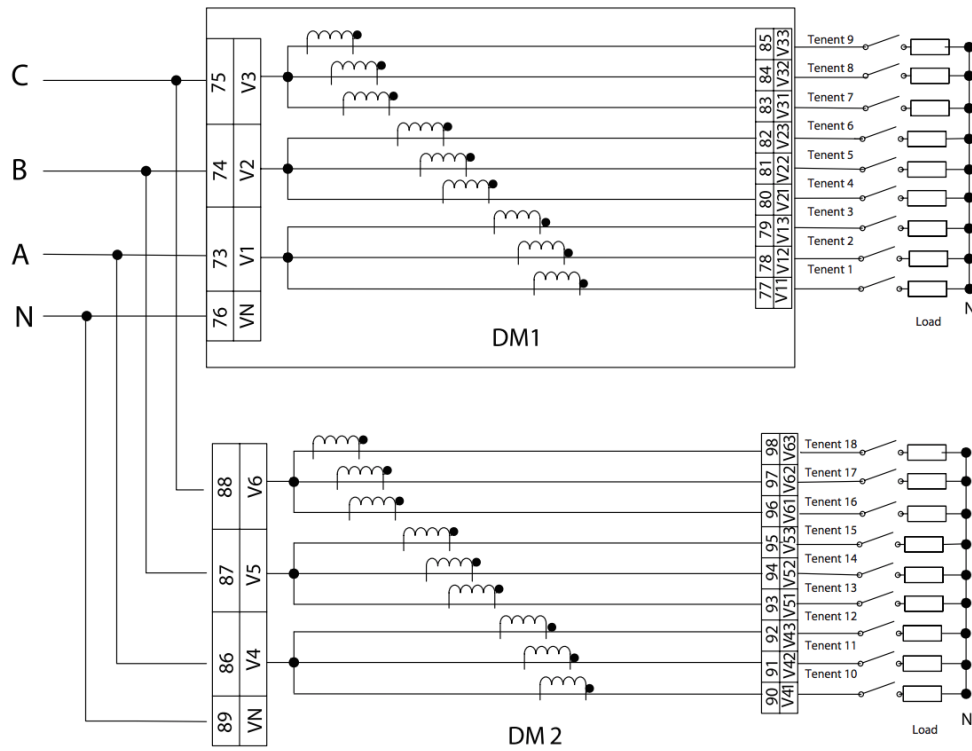 C
B
A
N
75 V3
74 V2
73 V1
76 VN
85 V33 Tenent 9
84 V32 Tenent 8
83 V31 Tenent 7
82 V23 Tenent 6
81 V22 Tenent 5
80 V21 Tenent 4
79 V13 Tenent 3
78 V12 Tenent 2
77 V11 Tenent 1
N
Load
DM1
88 V6
87 V5
86 V4
89 VN
98 V63 Tenent 18
97 V62 Tenent 17
96 V61 Tenent 16
95 V53 Tenent 15
94 V52 Tenent 14
93 V51 Tenent 13
92 V43 Tenent 12
91 V42 Tenent 11
90 V41 Tenent 10
N
Load
DM 2